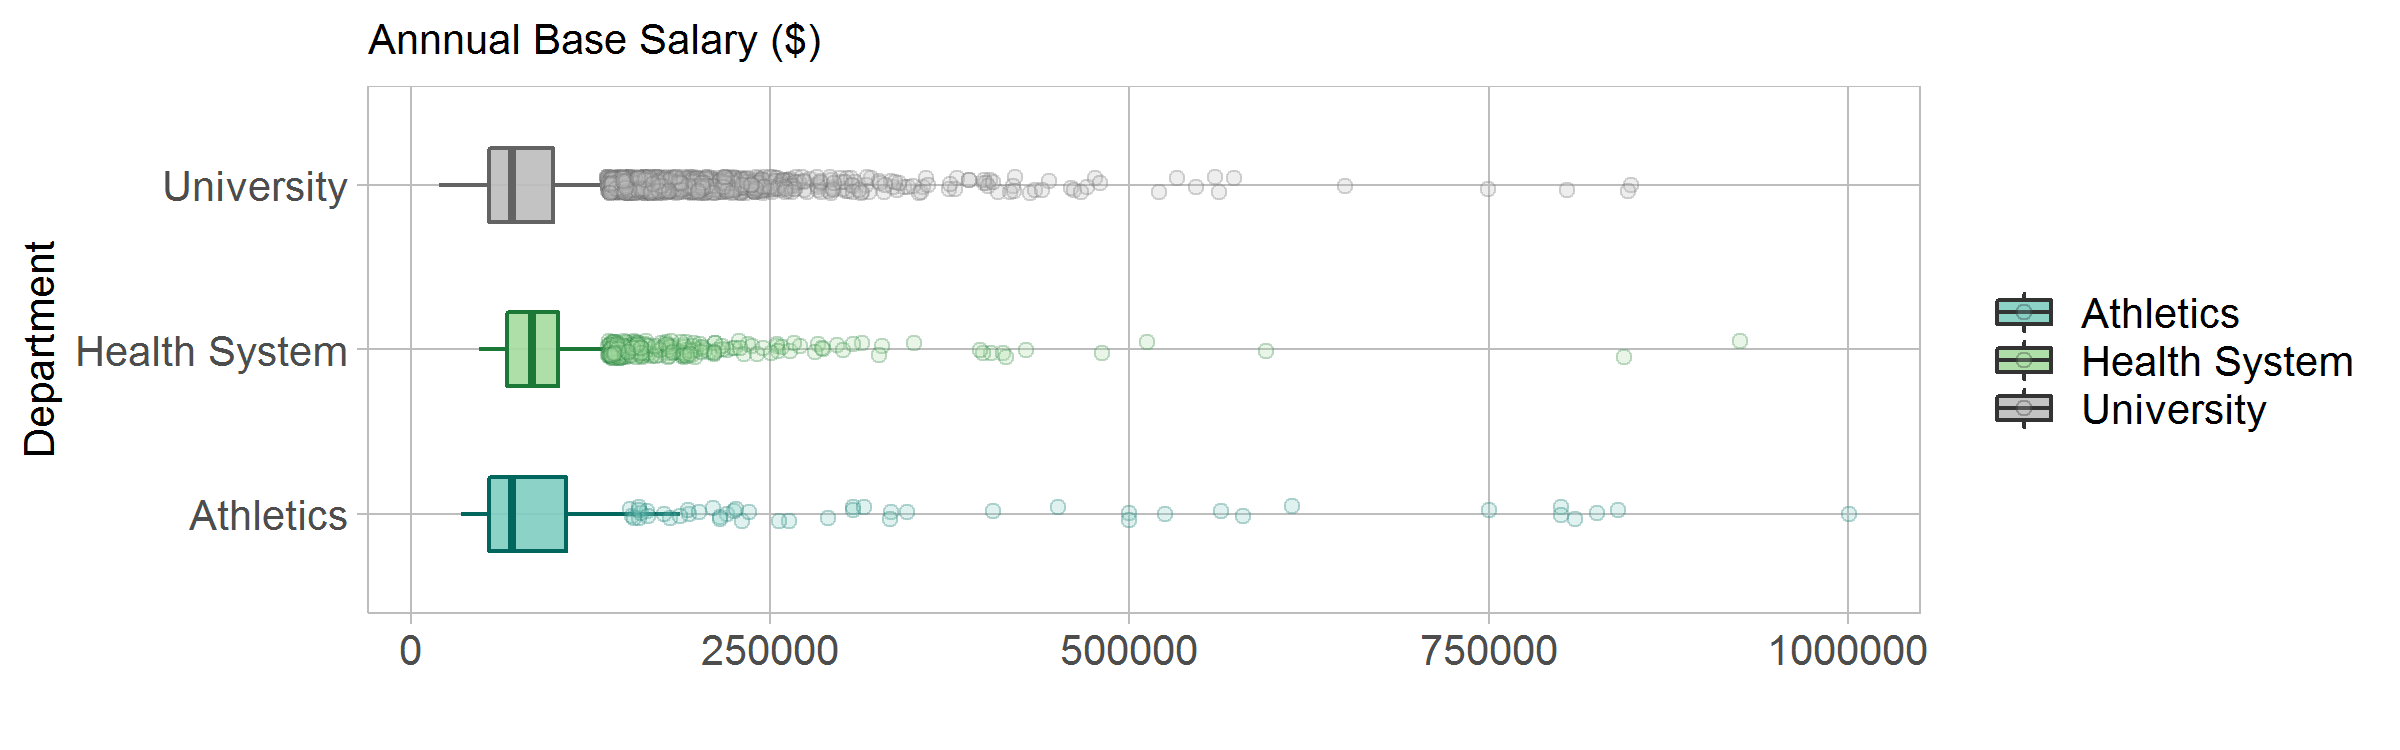 Annnual Base Salary ($)
University
Health System
Athletics
Department
0 250000 500000 750000 1000000
Athletics
Health System
University